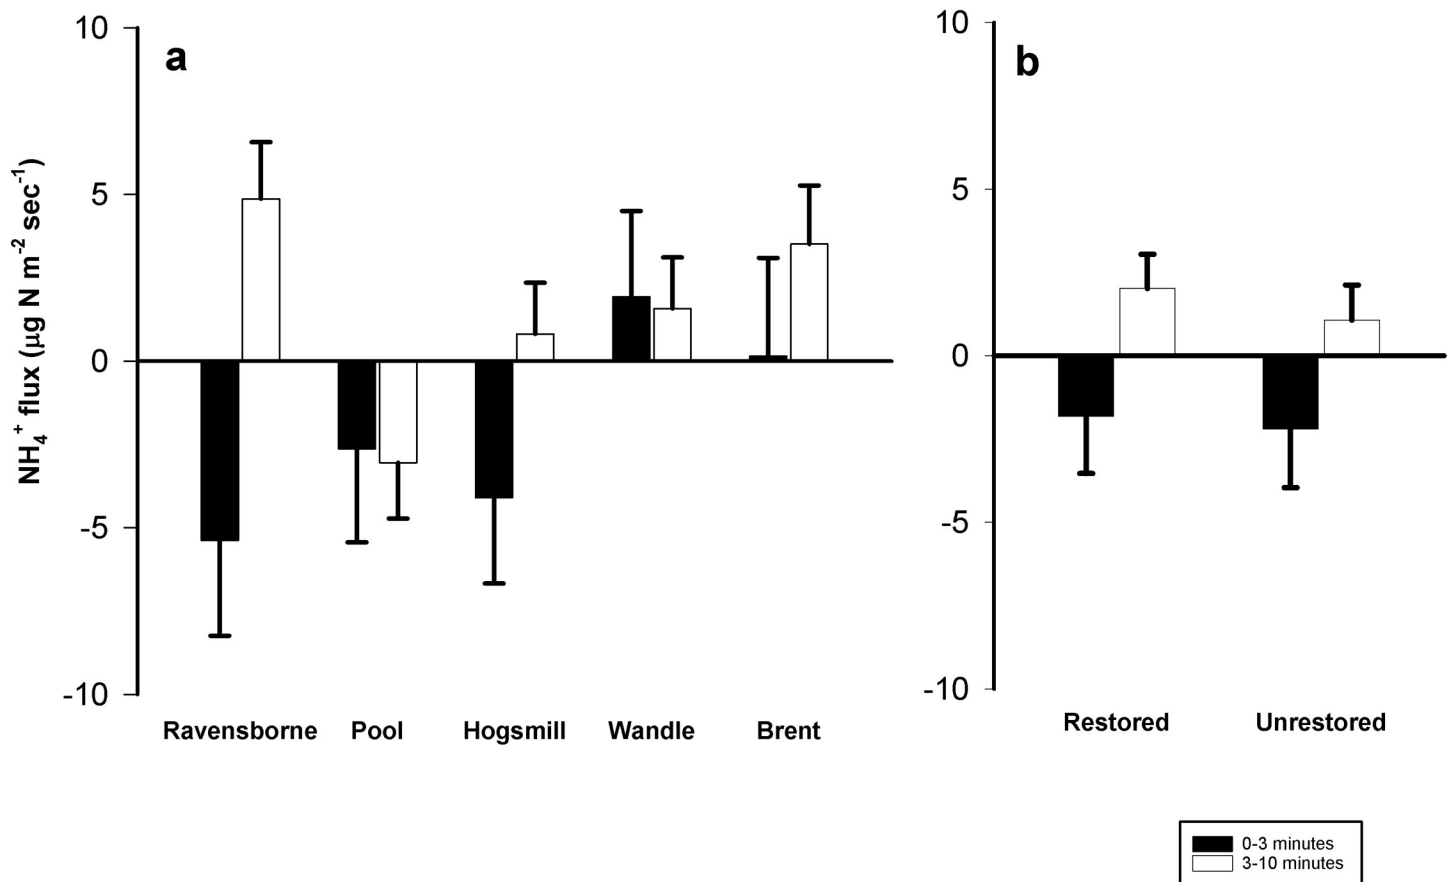 a
10
5
0
-5
-10
NH₄⁺ flux (µg N m⁻² sec⁻¹)
Ravensborne Pool Hogsmill Wandle Brent
b
10
5
0
-5
-10
Restored Unrestored
0-3 minutes
3-10 minutes